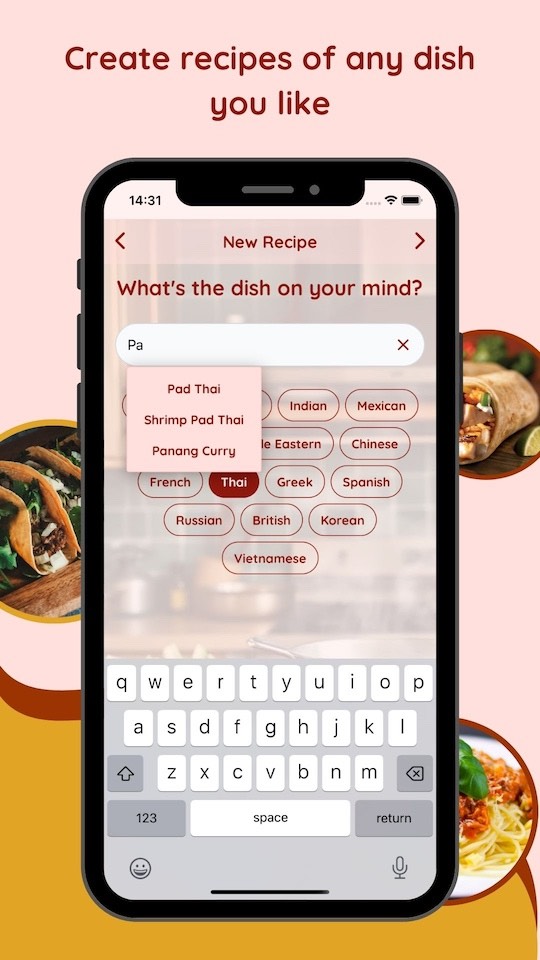 Create recipes of any dish
you like
14:31
New Recipe
What's the dish on your mind?
Pa
Pad Thai
Shrimp Pad Thai
Panang Curry
Indian Mexican
Eastern Chinese
French Thai Greek Spanish
Russian British Korean
Vietnamese
q w e r t y u i o p
a s d f g h j k l
z x c v b n m
123 space return